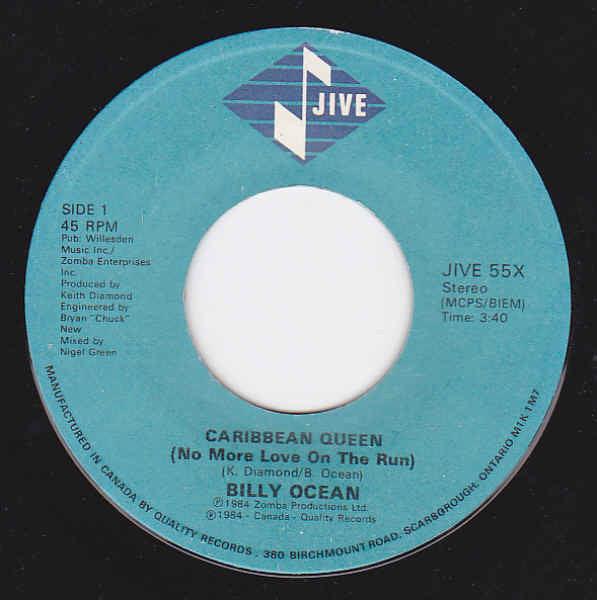 JIVE
SIDE 1
45 RPM
Pub: Willesden
Music Inc./
Zomba Enterprises
Inc.
Produced by
Keith Diamond
Engineered by
Bryan "Chuck"
New
Mixed by
Nigel Green
JIVE 55X
Stereo
(MCPS/BIEM)
Time: 3:40
CARIBBEAN QUEEN
(No More Love On The Run)
(K. Diamond/B. Ocean)
BILLY OCEAN
℗1984 Zomba Productions Ltd.
℗1984 - Canada - Quality Records
MANUFACTURED IN CANADA BY QUALITY RECORDS . 380 BIRCHMOUNT ROAD. SCARBOROUGH. ONTARIO M1K 1M7